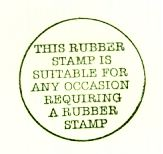 THIS RUBBER
STAMP IS
SUITABLE FOR
ANY OCCASION
REQUIRING
A RUBBER
STAMP